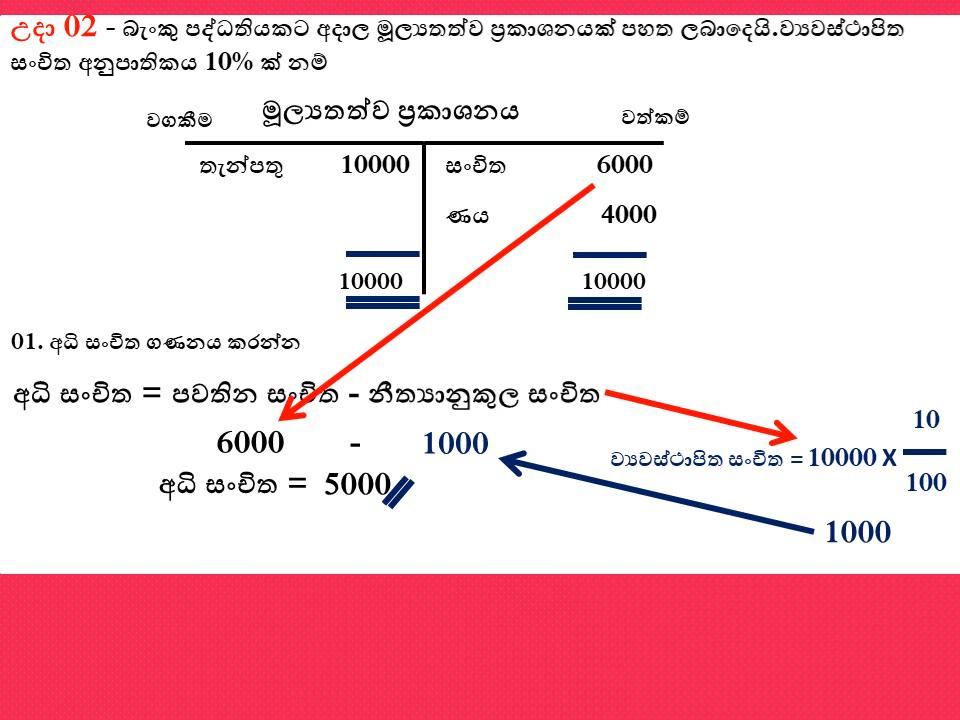 උදා 02 - බැංකු පද්ධතියකට අදාල මූල්‍යතත්ව ප්‍රකාශනයක් පහත ලබාදෙයි.ව්‍යවස්ථාපිත
සංචිත අනුපාතිකය 10% ක් නම්
වගකීම මූල්‍යතත්ව ප්‍රකාශනය වත්කම්
තැන්පතු 10000 සංචිත 6000
ණය 4000
10000 10000
01. අධි සංචිත ගණනය කරන්න
අධි සංචිත = පවතින සංචිත - නීත්‍යානුකුල සංචිත
6000 - 1000
අධි සංචිත = 5000
ව්‍යවස්ථාපිත සංචිත = 10000 X 10
100
1000